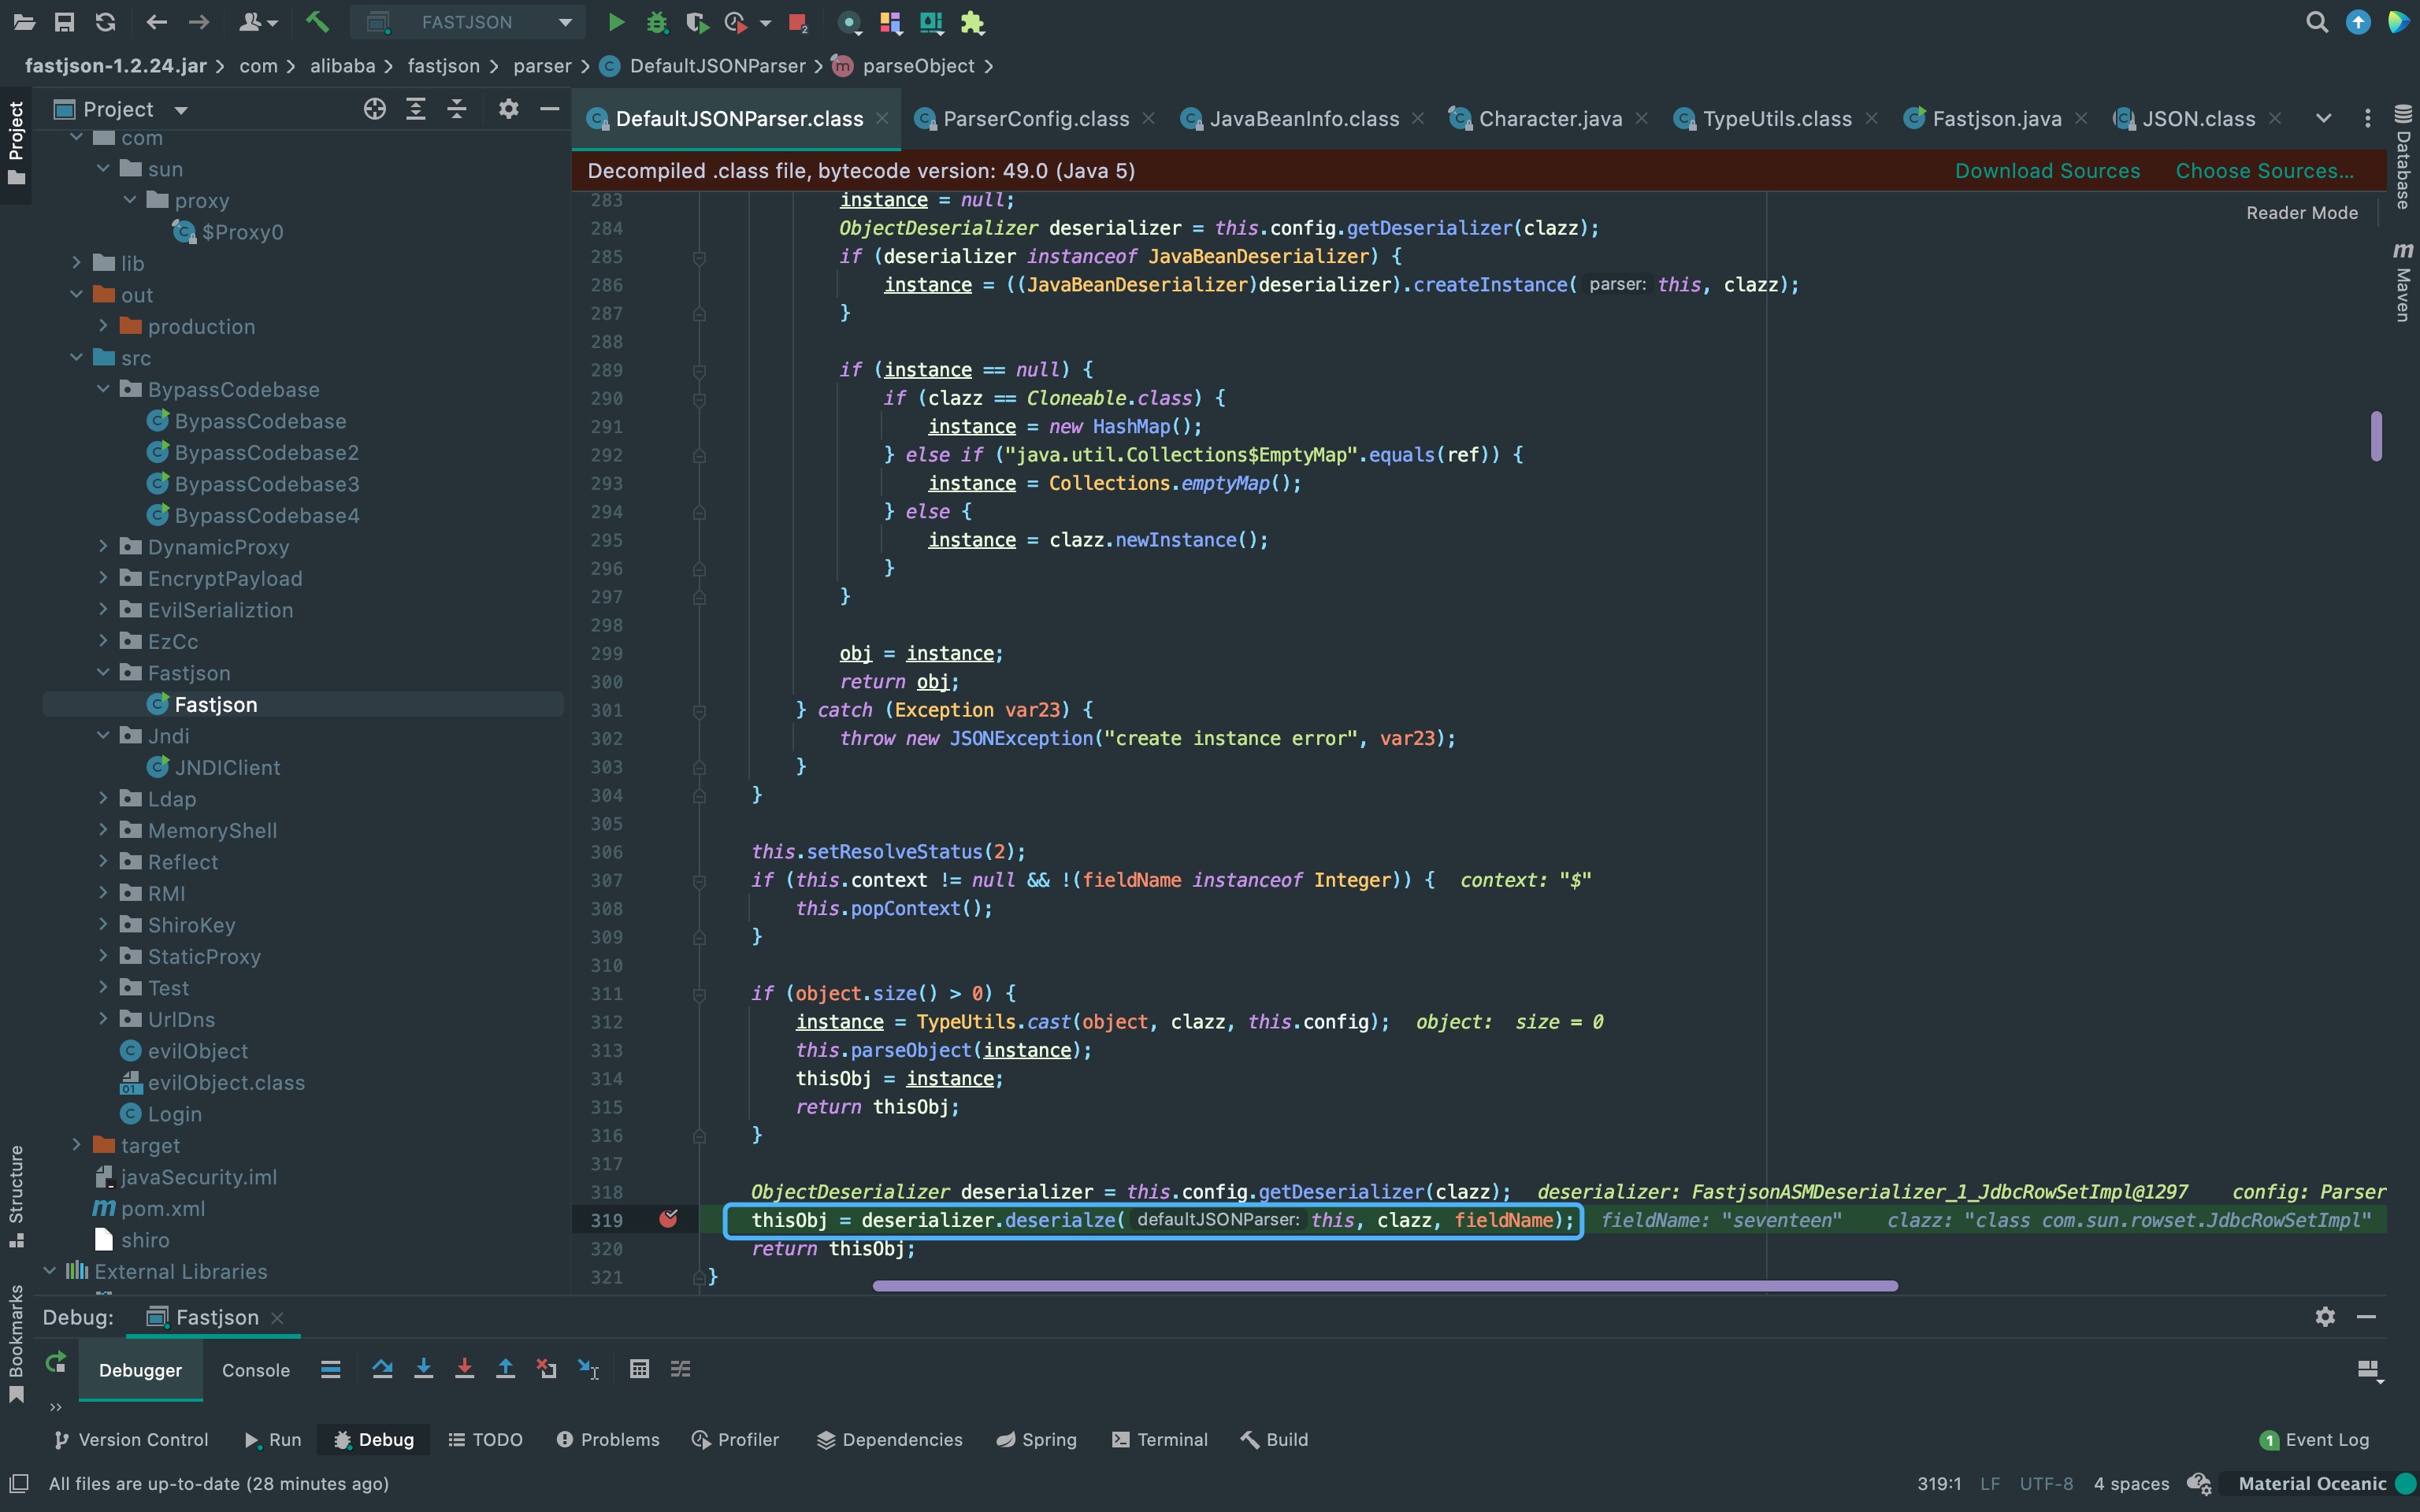 FASTJSON
fastjson-1.2.24.jar > com > alibaba > fastjson > parser > DefaultJSONParser > parseObject >
Project
Project
com
sun
proxy
$Proxy0
lib
out
production
src
BypassCodebase
BypassCodebase
BypassCodebase2
BypassCodebase3
BypassCodebase4
DynamicProxy
EncryptPayload
EvilSerializtion
EzCc
Fastjson
Fastjson
Jndi
JNDIClient
Ldap
MemoryShell
Reflect
RMI
ShiroKey
StaticProxy
Test
UrlDns
evilObject
evilObject.class
Login
target
javaSecurity.iml
pom.xml
shiro
External Libraries
Structure
Bookmarks
DefaultJSONParser.class ParserConfig.class JavaBeanInfo.class Character.java TypeUtils.class Fastjson.java JSON.class
Database
Maven
Decompiled .class file, bytecode version: 49.0 (Java 5) Download Sources Choose Sources...
Reader Mode
283 instance = null;
284 ObjectDeserializer deserializer = this.config.getDeserializer(clazz);
285 if (deserializer instanceof JavaBeanDeserializer) {
286 instance = ((JavaBeanDeserializer)deserializer).createInstance( parser: this, clazz);
287 }
288
289 if (instance == null) {
290 if (clazz == Cloneable.class) {
291 instance = new HashMap();
292 } else if ("java.util.Collections$EmptyMap".equals(ref)) {
293 instance = Collections.emptyMap();
294 } else {
295 instance = clazz.newInstance();
296 }
297 }
298
299 obj = instance;
300 return obj;
301 } catch (Exception var23) {
302 throw new JSONException("create instance error", var23);
303 }
304 }
305
306 this.setResolveStatus(2);
307 if (this.context != null && !(fieldName instanceof Integer)) { context: "$"
308 this.popContext();
309 }
310
311 if (object.size() > 0) {
312 instance = TypeUtils.cast(object, clazz, this.config); object: size = 0
313 this.parseObject(instance);
314 thisObj = instance;
315 return thisObj;
316 }
317
318 ObjectDeserializer deserializer = this.config.getDeserializer(clazz); deserializer: FastjsonASMDeserializer_1_JdbcRowSetImpl@1297 config: Parser
319 thisObj = deserializer.deserialze( defaultJSONParser: this, clazz, fieldName); fieldName: "seventeen" clazz: "class com.sun.rowset.JdbcRowSetImpl"
320 return thisObj;
321 }
Debug: Fastjson
Debugger Console
Version Control Run Debug TODO Problems Profiler Dependencies Spring Terminal Build 1 Event Log
All files are up-to-date (28 minutes ago) 319:1 LF UTF-8 4 spaces Material Oceanic